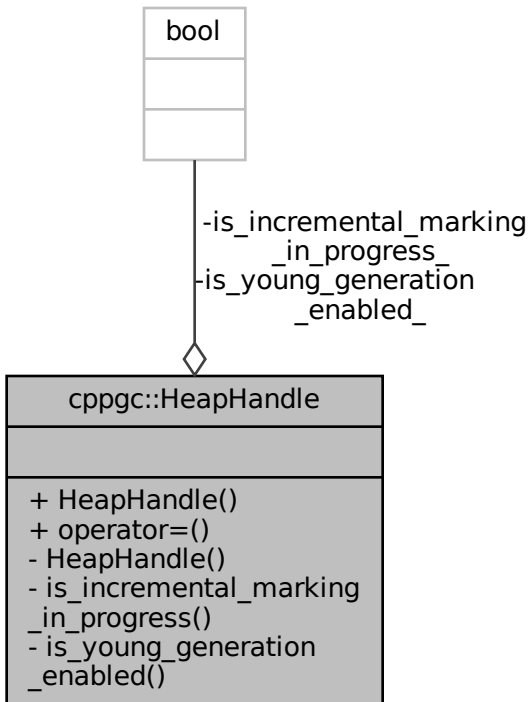 bool
-is_incremental_marking
_in_progress_
-is_young_generation
_enabled_
cppgc::HeapHandle
+ HeapHandle()
+ operator=()
- HeapHandle()
- is_incremental_marking
_in_progress()
- is_young_generation
_enabled()